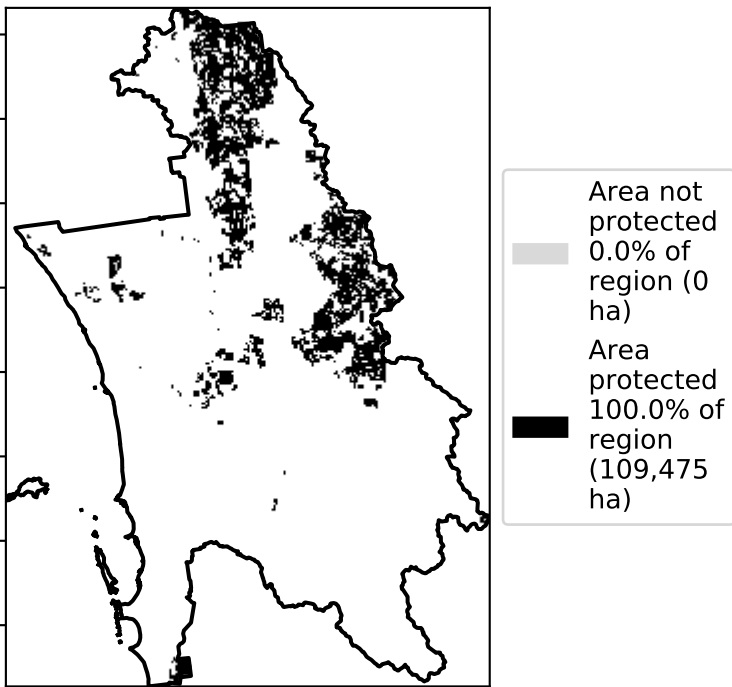 Area not
protected
0.0% of
region (0
ha)
Area
protected
100.0% of
region
(109,475
ha)